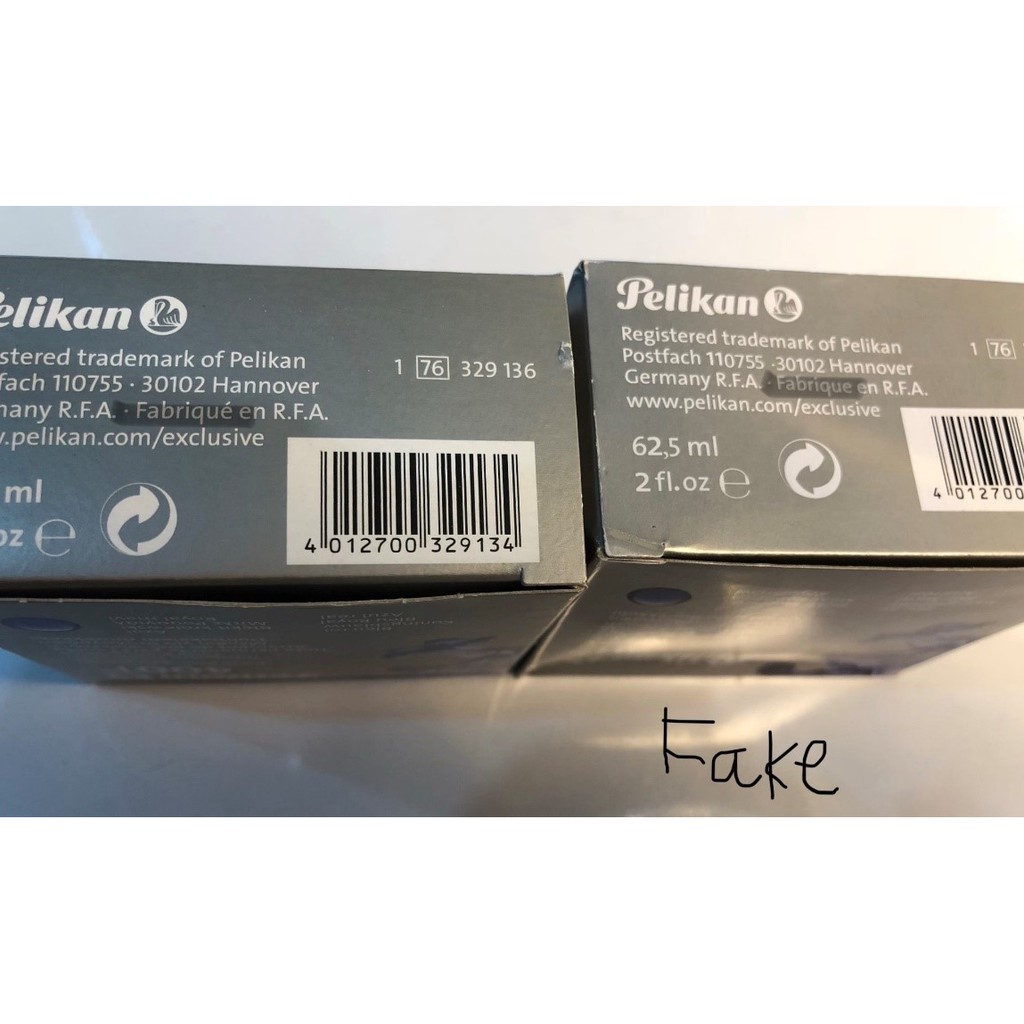 elikan
stered trademark of Pelikan
fach 110755 · 30102 Hannover
many R.F.A. · Fabriqué en R.F.A.
.pelikan.com/exclusive
ml
oz e
1 76 329 136
4 012700 329134
Pelikan
Registered trademark of Pelikan
Postfach 110755 · 30102 Hannover
Germany R.F.A. · Fabrique en R.F.A.
www.pelikan.com/exclusive
62,5 ml
2 fl.oz e
1 76
4 012700
Fake